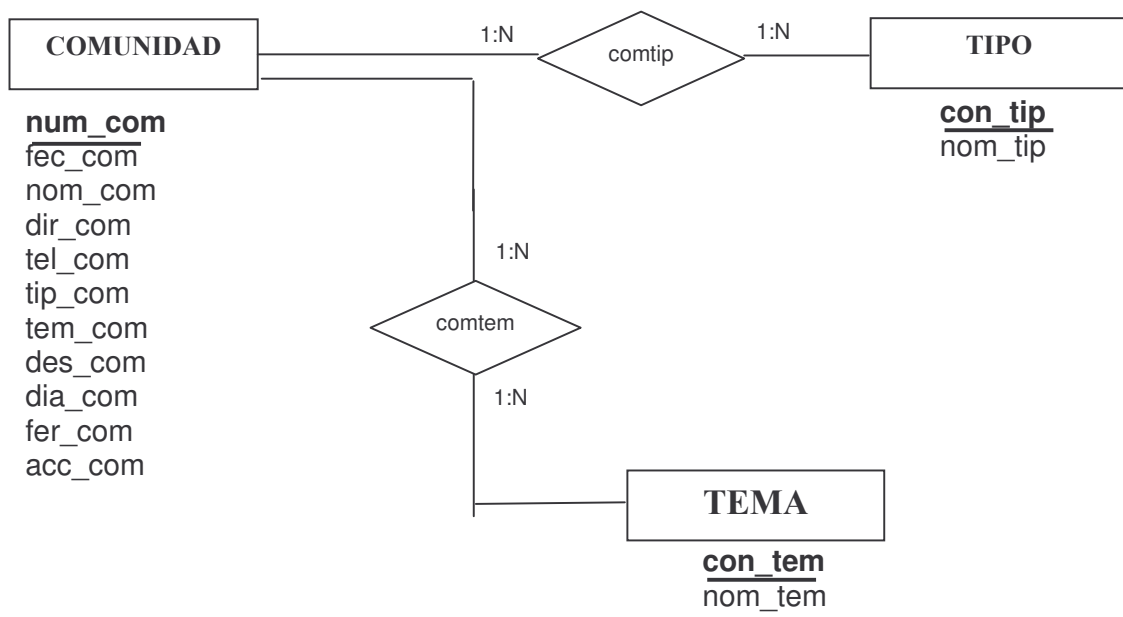 COMUNIDAD
1:N
comtip
1:N
TIPO
num_com
fec_com
nom_com
dir_com
tel_com
tip_com
tem_com
des_com
dia_com
fer_com
acc_com
con_tip
nom_tip
1:N
comtem
1:N
TEMA
con_tem
nom_tem